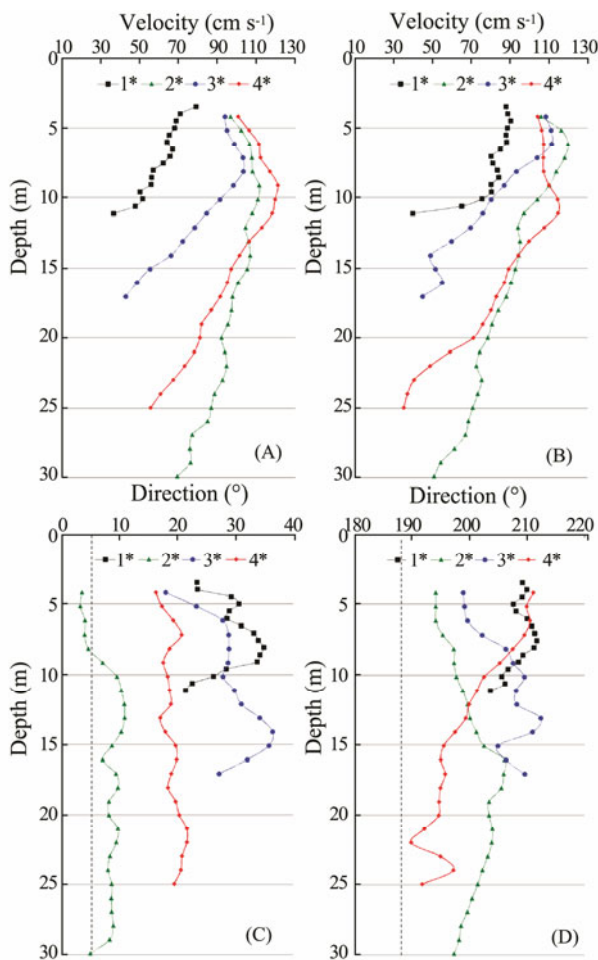 Velocity (cm s⁻¹) Velocity (cm s⁻¹)
10 30 50 70 90 110 130 10 30 50 70 90 110 130
0 0
1* 2* 3* 4* 1* 2* 3* 4*
5 5
10 10
Depth (m) Depth (m)
15 15
20 20
25 25
(A) (B)
30 30
Direction (°) Direction (°)
0 10 20 30 40 180 190 200 210 220
0
1* 2* 3* 4* 1* 2* 3* 4*
5 5
10 10
Depth (m) Depth (m)
15 15
20 20
25 25
(C) (D)
30 30